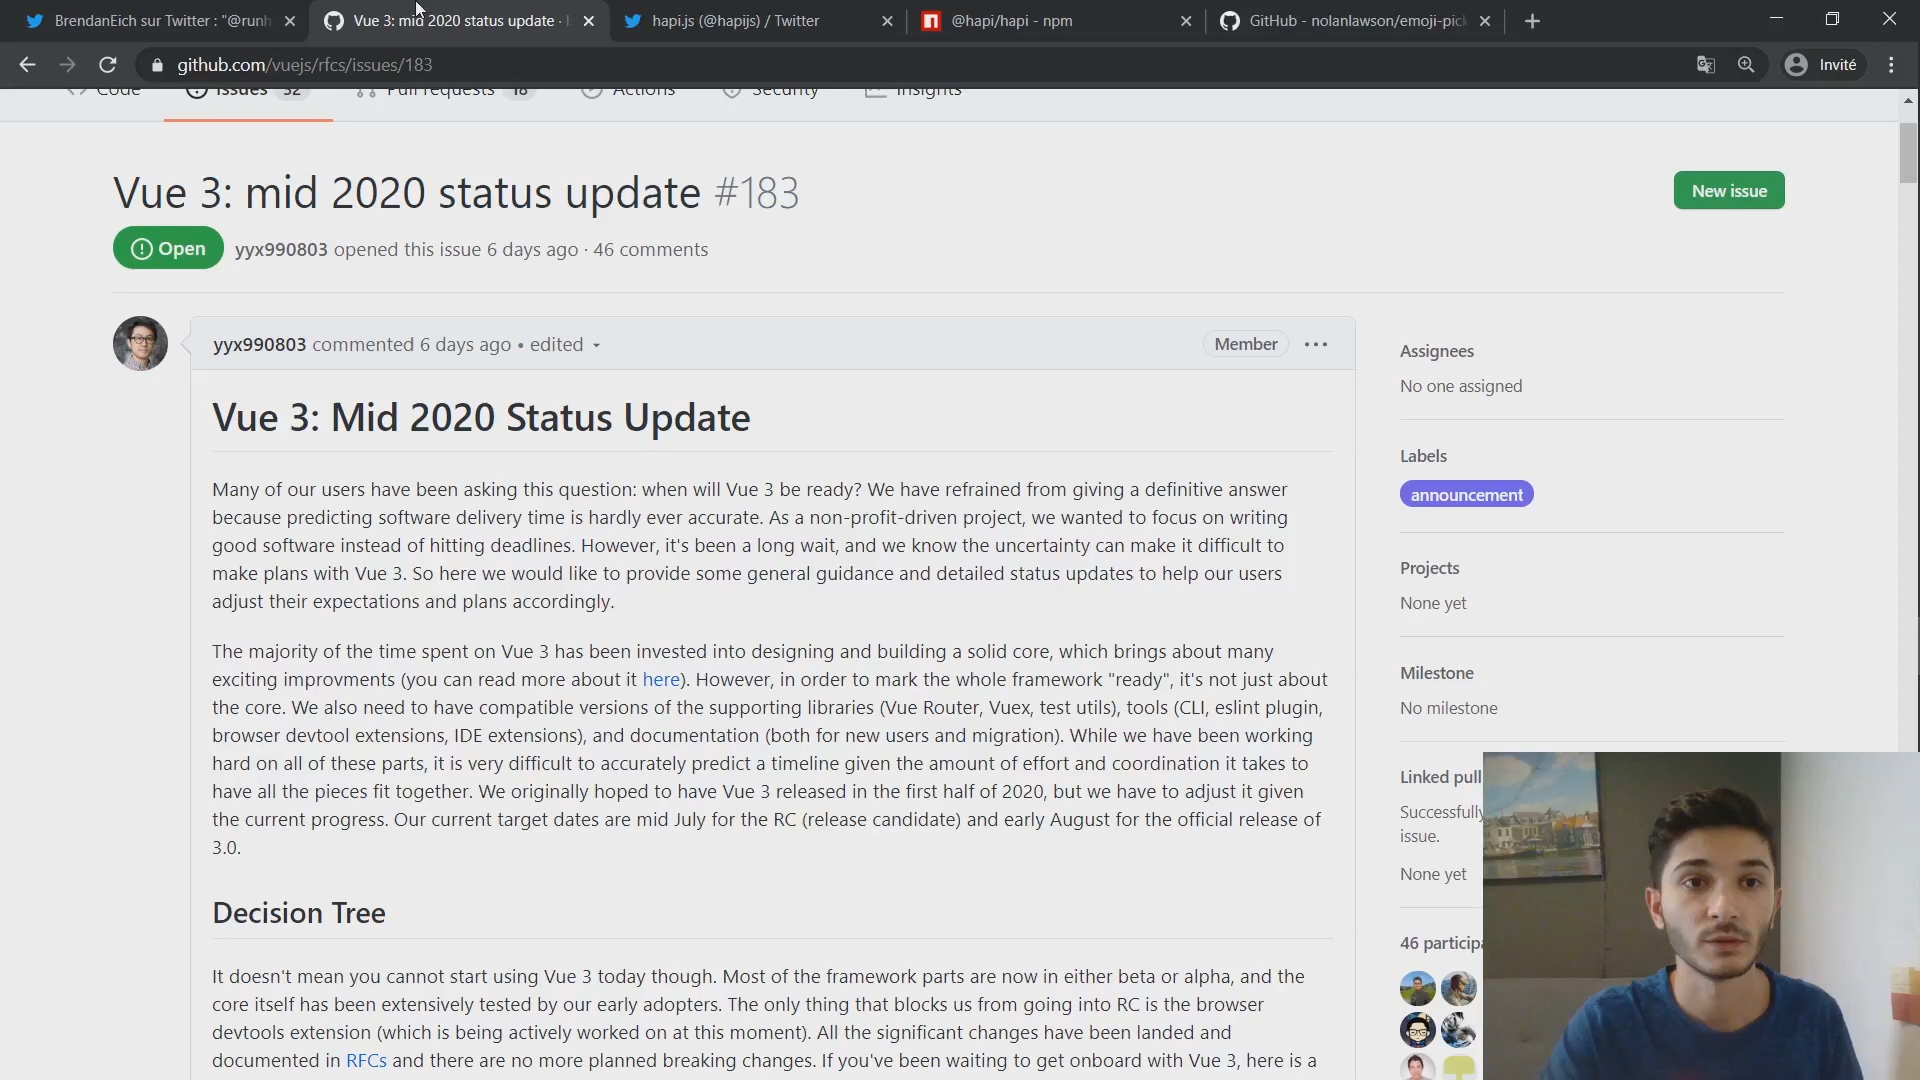 BrendanEich sur Twitter : "@runh
Vue 3: mid 2020 status update ·
hapi.js (@hapijs) / Twitter
@hapi/hapi - npm
GitHub - nolanlawson/emoji-pick
github.com/vuejs/rfcs/issues/183
Invité
Code
Issues 32
Pull requests 18
Actions
Security
Insights
Vue 3: mid 2020 status update #183
New issue
Open
yyx990803 opened this issue 6 days ago · 46 comments
yyx990803 commented 6 days ago • edited
Member
Vue 3: Mid 2020 Status Update
Many of our users have been asking this question: when will Vue 3 be ready? We have refrained from giving a definitive answer
because predicting software delivery time is hardly ever accurate. As a non-profit-driven project, we wanted to focus on writing
good software instead of hitting deadlines. However, it's been a long wait, and we know the uncertainty can make it difficult to
make plans with Vue 3. So here we would like to provide some general guidance and detailed status updates to help our users
adjust their expectations and plans accordingly.
The majority of the time spent on Vue 3 has been invested into designing and building a solid core, which brings about many
exciting improvments (you can read more about it here). However, in order to mark the whole framework "ready", it's not just about
the core. We also need to have compatible versions of the supporting libraries (Vue Router, Vuex, test utils), tools (CLI, eslint plugin,
browser devtool extensions, IDE extensions), and documentation (both for new users and migration). While we have been working
hard on all of these parts, it is very difficult to accurately predict a timeline given the amount of effort and coordination it takes to
have all the pieces fit together. We originally hoped to have Vue 3 released in the first half of 2020, but we have to adjust it given
the current progress. Our current target dates are mid July for the RC (release candidate) and early August for the official release of
3.0.
Decision Tree
It doesn't mean you cannot start using Vue 3 today though. Most of the framework parts are now in either beta or alpha, and the
core itself has been extensively tested by our early adopters. The only thing that blocks us from going into RC is the browser
devtools extension (which is being actively worked on at this moment). All the significant changes have been landed and
documented in RFCs and there are no more planned breaking changes. If you've been waiting to get onboard with Vue 3, here is a
Assignees
No one assigned
Labels
announcement
Projects
None yet
Milestone
No milestone
Linked pull
Successfully
issue.
None yet
46 participa